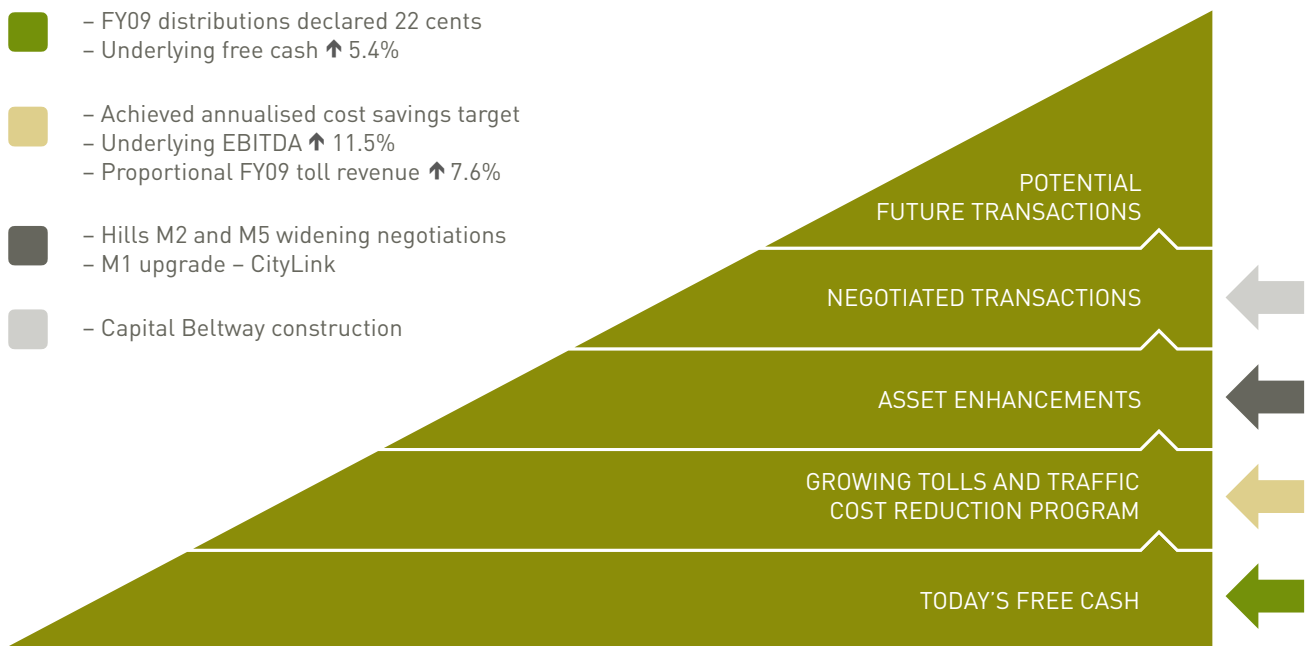 – FY09 distributions declared 22 cents
– Underlying free cash ↑ 5.4%
– Achieved annualised cost savings target
– Underlying EBITDA ↑ 11.5%
– Proportional FY09 toll revenue ↑ 7.6%
– Hills M2 and M5 widening negotiations
– M1 upgrade – CityLink
– Capital Beltway construction
POTENTIAL
FUTURE TRANSACTIONS
NEGOTIATED TRANSACTIONS
ASSET ENHANCEMENTS
GROWING TOLLS AND TRAFFIC
COST REDUCTION PROGRAM
TODAY'S FREE CASH